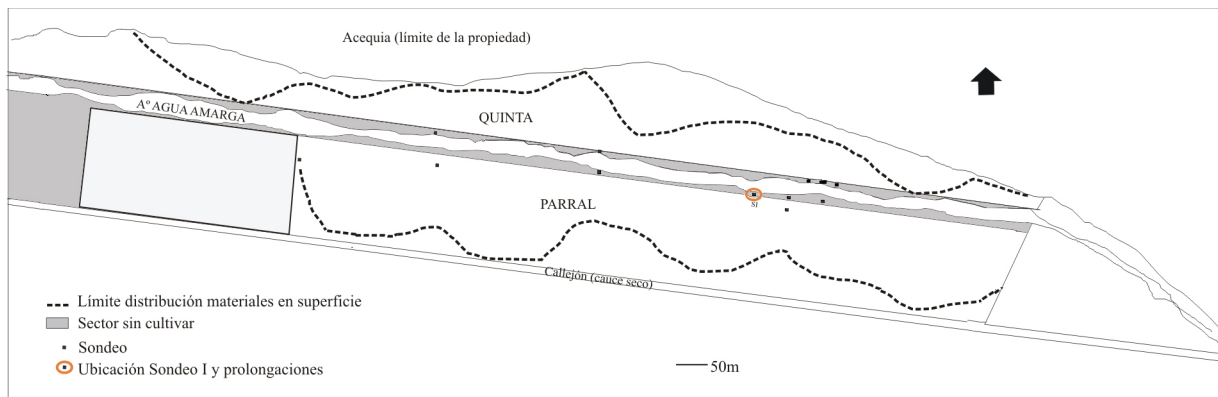 Acequia (límite de la propiedad)
Aº AGUA AMARGA
QUINTA
SI
PARRAL
Callejón (cauce seco)
Límite distribución materiales en superficie
Sector sin cultivar
Sondeo
Ubicación Sondeo I y prolongaciones
50m